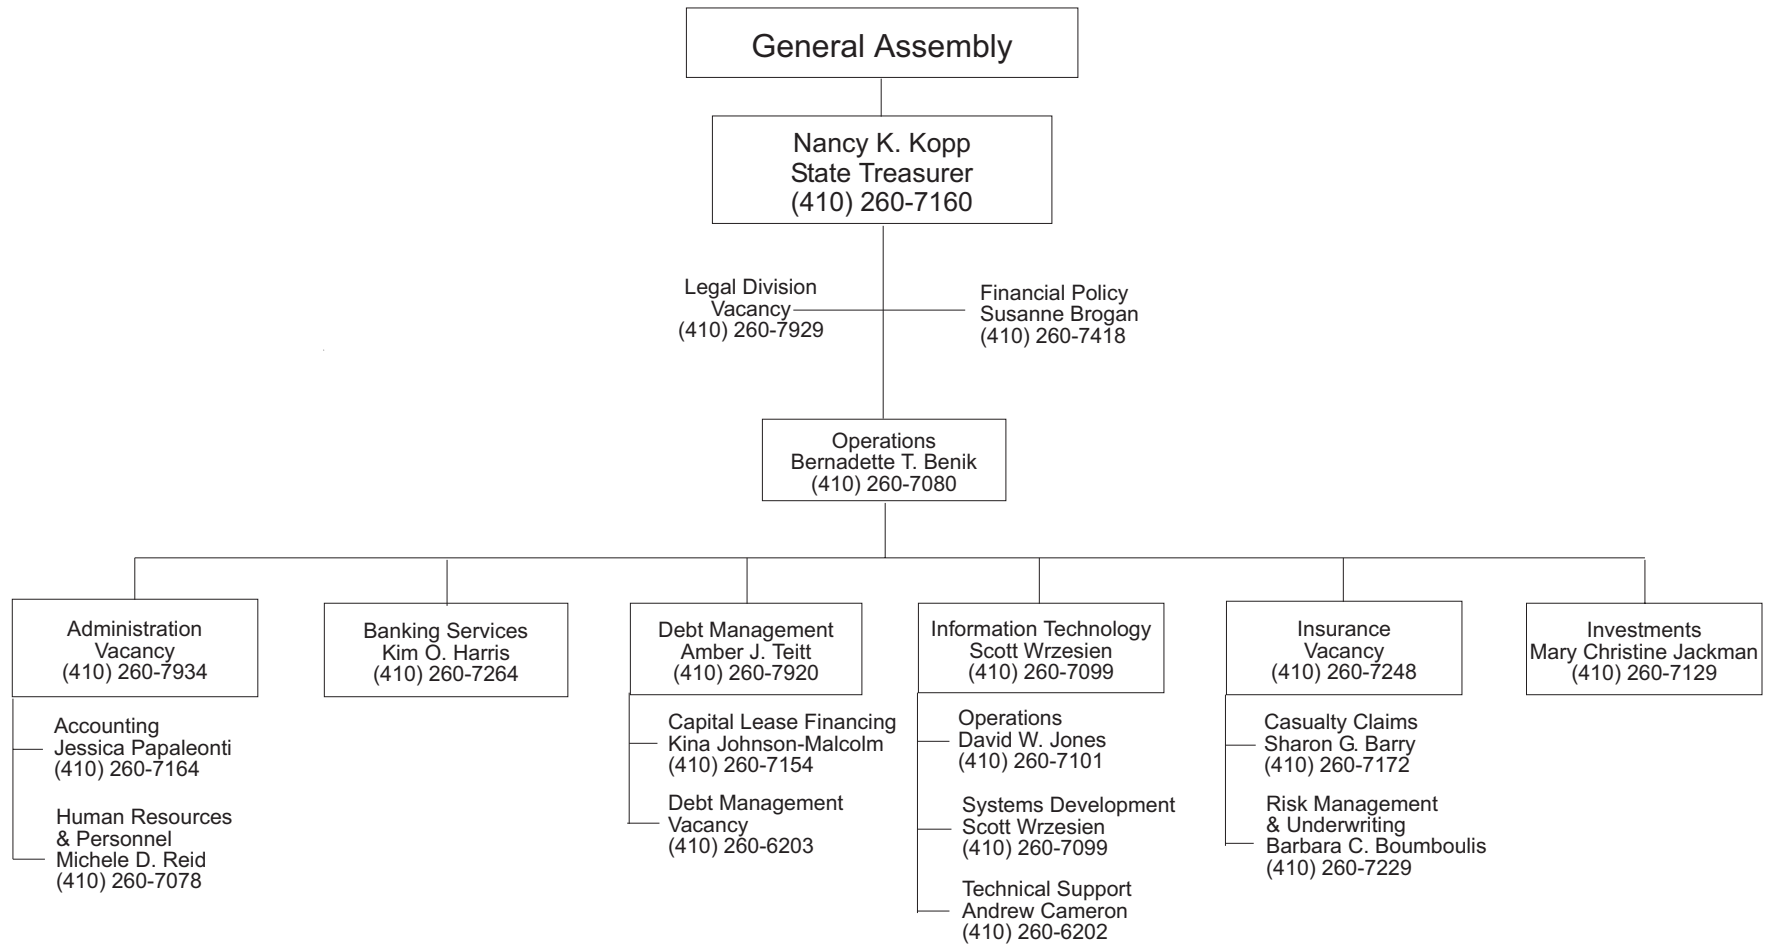 General Assembly
Nancy K. Kopp
State Treasurer
(410) 260-7160
Legal Division
Vacancy
(410) 260-7929
Financial Policy
Susanne Brogan
(410) 260-7418
Operations
Bernadette T. Benik
(410) 260-7080
Administration
Vacancy
(410) 260-7934
Accounting
Jessica Papaleonti
(410) 260-7164
Human Resources
& Personnel
Michele D. Reid
(410) 260-7078
Banking Services
Kim O. Harris
(410) 260-7264
Debt Management
Amber J. Teitt
(410) 260-7920
Capital Lease Financing
Kina Johnson-Malcolm
(410) 260-7154
Debt Management
Vacancy
(410) 260-6203
Information Technology
Scott Wrzesien
(410) 260-7099
Operations
David W. Jones
(410) 260-7101
Systems Development
Scott Wrzesien
(410) 260-7099
Technical Support
Andrew Cameron
(410) 260-6202
Insurance
Vacancy
(410) 260-7248
Casualty Claims
Sharon G. Barry
(410) 260-7172
Risk Management
& Underwriting
Barbara C. Boumboulis
(410) 260-7229
Investments
Mary Christine Jackman
(410) 260-7129